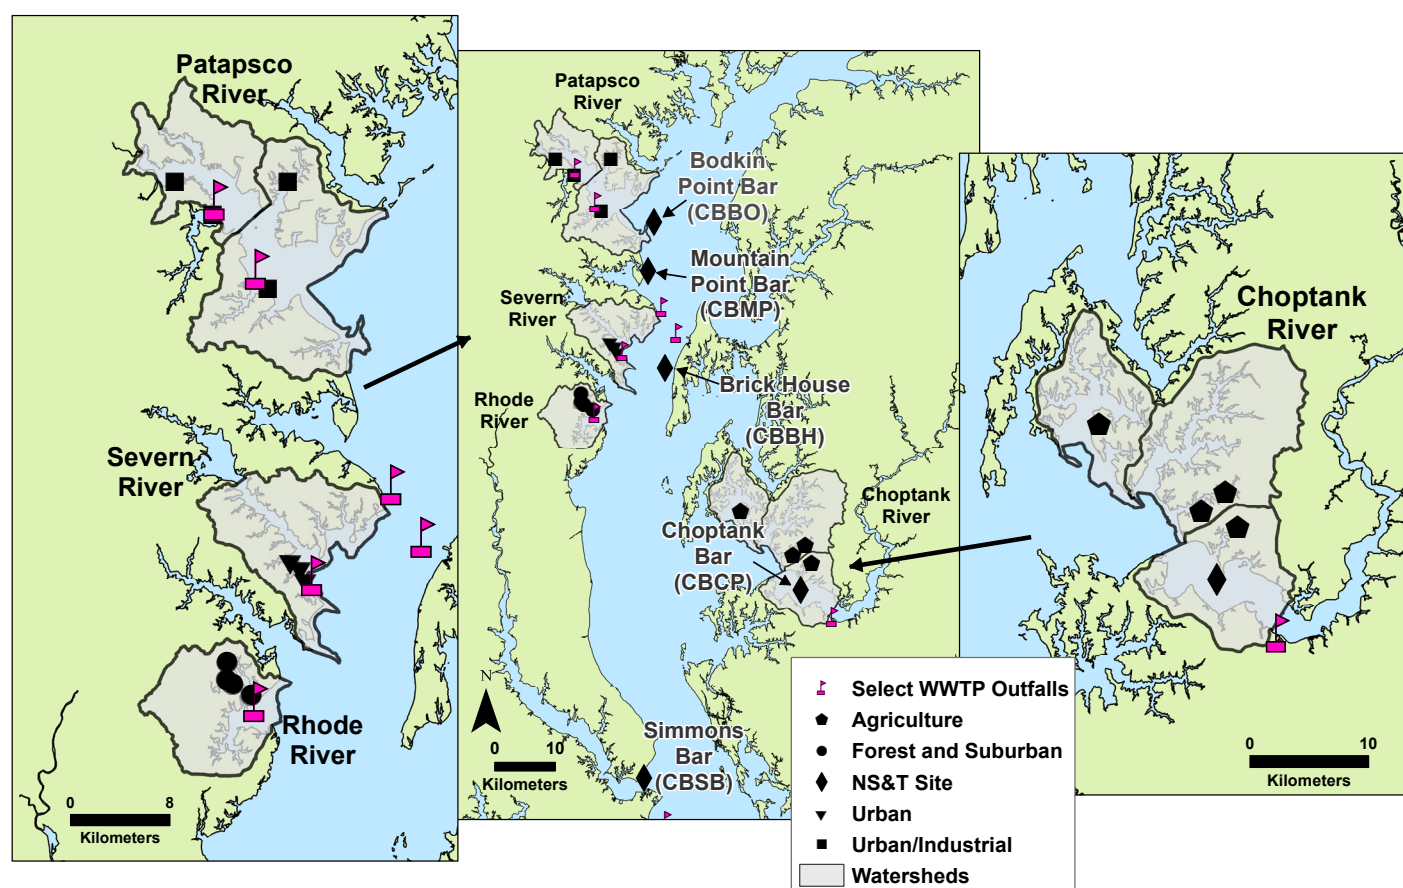 Patapsco
River
Severn
River
Rhode
River
0 8
Kilometers
Patapsco
River
Bodkin
Point Bar
(CBBO)
Mountain
Point Bar
(CBMP)
Severn
River
Brick House
Bar
(CBBH)
Rhode
River
Choptank
River
Choptank
Bar
(CBCP)
N
0 10
Kilometers
Simmons
Bar
(CBSB)
Choptank
River
0 10
Kilometers
Select WWTP Outfalls
Agriculture
Forest and Suburban
NS&T Site
Urban
Urban/Industrial
Watersheds